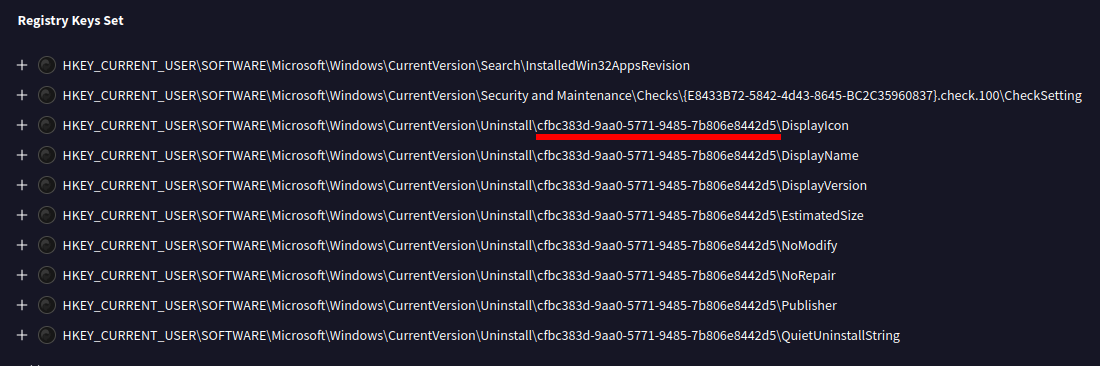 Registry Keys Set
+ HKEY_CURRENT_USER\SOFTWARE\Microsoft\Windows\CurrentVersion\Search\InstalledWin32AppsRevision
+ HKEY_CURRENT_USER\SOFTWARE\Microsoft\Windows\CurrentVersion\Security and Maintenance\Checks\{E8433B72-5842-4d43-8645-BC2C35960837}.check.100\CheckSetting
+ HKEY_CURRENT_USER\SOFTWARE\Microsoft\Windows\CurrentVersion\Uninstall\cfbc383d-9aa0-5771-9485-7b806e8442d5\DisplayIcon
+ HKEY_CURRENT_USER\SOFTWARE\Microsoft\Windows\CurrentVersion\Uninstall\cfbc383d-9aa0-5771-9485-7b806e8442d5\DisplayName
+ HKEY_CURRENT_USER\SOFTWARE\Microsoft\Windows\CurrentVersion\Uninstall\cfbc383d-9aa0-5771-9485-7b806e8442d5\DisplayVersion
+ HKEY_CURRENT_USER\SOFTWARE\Microsoft\Windows\CurrentVersion\Uninstall\cfbc383d-9aa0-5771-9485-7b806e8442d5\EstimatedSize
+ HKEY_CURRENT_USER\SOFTWARE\Microsoft\Windows\CurrentVersion\Uninstall\cfbc383d-9aa0-5771-9485-7b806e8442d5\NoModify
+ HKEY_CURRENT_USER\SOFTWARE\Microsoft\Windows\CurrentVersion\Uninstall\cfbc383d-9aa0-5771-9485-7b806e8442d5\NoRepair
+ HKEY_CURRENT_USER\SOFTWARE\Microsoft\Windows\CurrentVersion\Uninstall\cfbc383d-9aa0-5771-9485-7b806e8442d5\Publisher
+ HKEY_CURRENT_USER\SOFTWARE\Microsoft\Windows\CurrentVersion\Uninstall\cfbc383d-9aa0-5771-9485-7b806e8442d5\QuietUninstallString